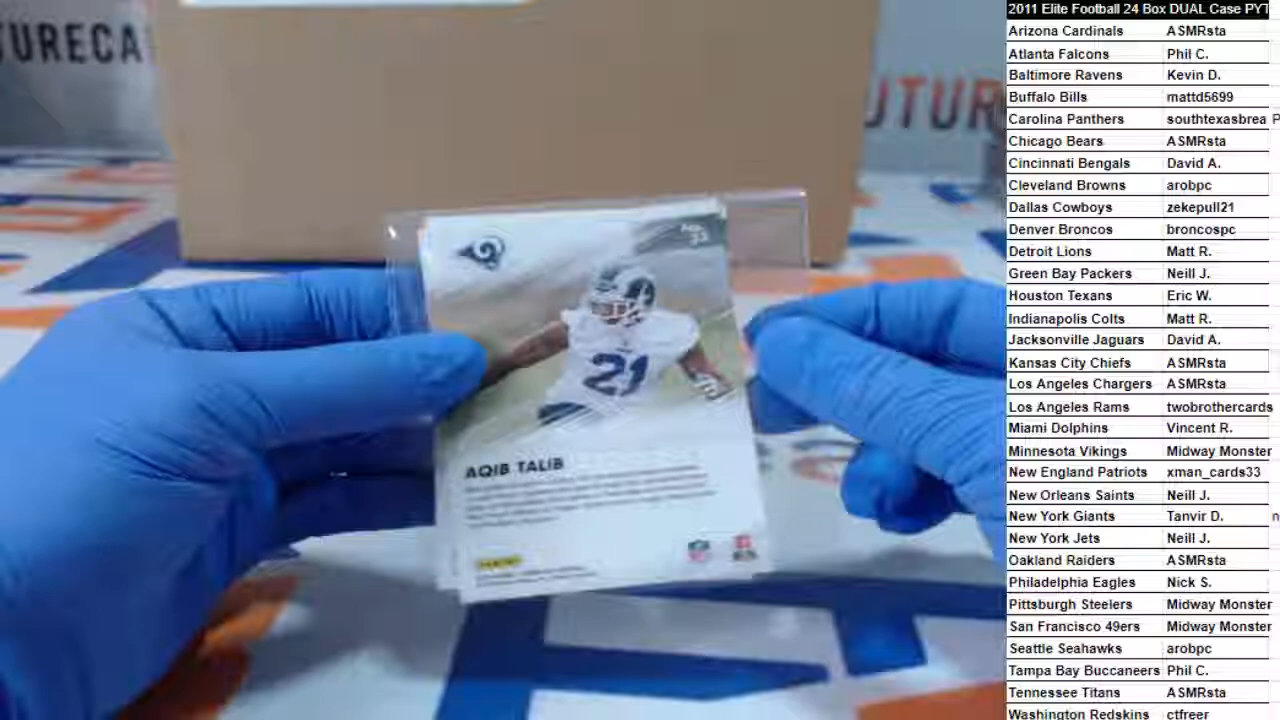 TURECA
UTUR
21
AQIB TALIB
PANINI
2011 Elite Football 24 Box DUAL Case PYT
Arizona Cardinals ASMRsta
Atlanta Falcons Phil C.
Baltimore Ravens Kevin D.
Buffalo Bills mattd5699
Carolina Panthers southtexasbrea P
Chicago Bears ASMRsta
Cincinnati Bengals David A.
Cleveland Browns arobpc
Dallas Cowboys zekepull21
Denver Broncos broncospc
Detroit Lions Matt R.
Green Bay Packers Neill J.
Houston Texans Eric W.
Indianapolis Colts Matt R.
Jacksonville Jaguars David A.
Kansas City Chiefs ASMRsta
Los Angeles Chargers ASMRsta
Los Angeles Rams twobrothercards
Miami Dolphins Vincent R.
Minnesota Vikings Midway Monster
New England Patriots xman_cards33
New Orleans Saints Neill J.
New York Giants Tanvir D. n
New York Jets Neill J.
Oakland Raiders ASMRsta
Philadelphia Eagles Nick S.
Pittsburgh Steelers Midway Monster
San Francisco 49ers Midway Monster
Seattle Seahawks arobpc
Tampa Bay Buccaneers Phil C.
Tennessee Titans ASMRsta
Washington Redskins ctfreer